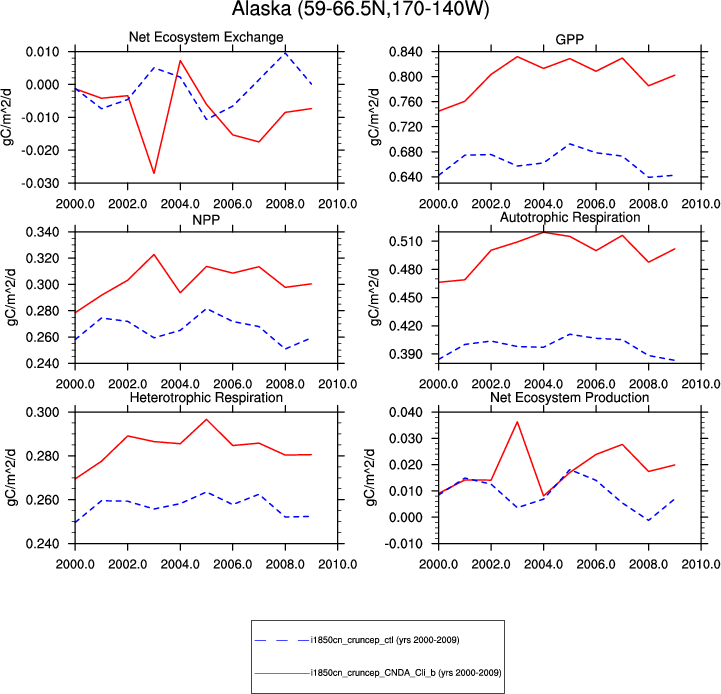 Alaska (59-66.5N,170-140W)
Net Ecosystem Exchange
gC/m^2/d
0.010
0.000
-0.010
-0.020
-0.030
2000.0 2002.0 2004.0 2006.0 2008.0 2010.0
GPP
gC/m^2/d
0.840
0.800
0.760
0.720
0.680
0.640
2000.0 2002.0 2004.0 2006.0 2008.0 2010.0
NPP
gC/m^2/d
0.340
0.320
0.300
0.280
0.260
0.240
2000.0 2002.0 2004.0 2006.0 2008.0 2010.0
Autotrophic Respiration
gC/m^2/d
0.510
0.480
0.450
0.420
0.390
2000.0 2002.0 2004.0 2006.0 2008.0 2010.0
Heterotrophic Respiration
gC/m^2/d
0.300
0.280
0.260
0.240
2000.0 2002.0 2004.0 2006.0 2008.0 2010.0
Net Ecosystem Production
gC/m^2/d
0.040
0.030
0.020
0.010
0.000
-0.010
2000.0 2002.0 2004.0 2006.0 2008.0 2010.0
i1850cn_cruncep_ctl (yrs 2000-2009)
i1850cn_cruncep_CNDA_Cli_b (yrs 2000-2009)